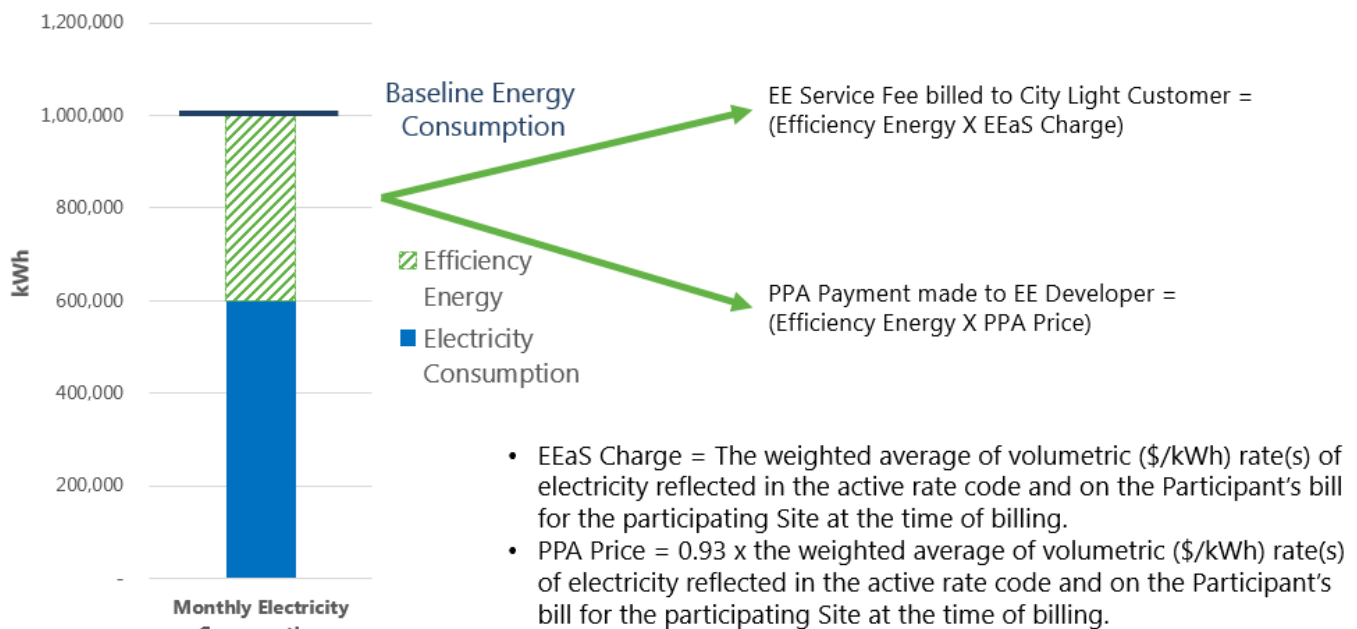 1,200,000
1,000,000
800,000
600,000
400,000
200,000
-
kWh
Monthly Electricity
Baseline Energy
Consumption
Efficiency
Energy
Electricity
Consumption
EE Service Fee billed to City Light Customer =
(Efficiency Energy X EEaS Charge)
PPA Payment made to EE Developer =
(Efficiency Energy X PPA Price)
• EEaS Charge = The weighted average of volumetric ($/kWh) rate(s) of
electricity reflected in the active rate code and on the Participant's bill
for the participating Site at the time of billing.
• PPA Price = 0.93 x the weighted average of volumetric ($/kWh) rate(s)
of electricity reflected in the active rate code and on the Participant's
bill for the participating Site at the time of billing.